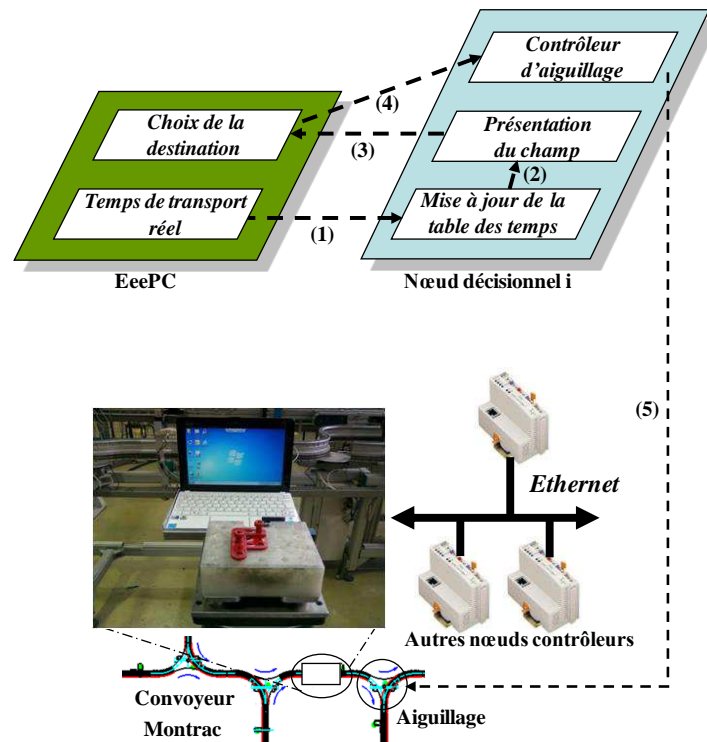 Contrôleur
d'aiguillage
(4)
Choix de la
destination
Présentation
du champ
(3)
(2)
Temps de transport
réel
Mise à jour de la
table des temps
(1)
EeePC
Nœud décisionnel i
(5)
Ethernet
Autres nœuds contrôleurs
Convoyeur
Montrac
Aiguillage